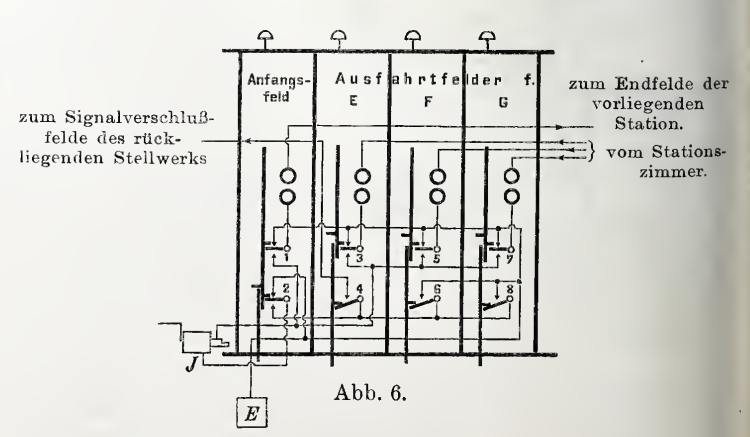 Anfangs-
feld
Ausfahrtfelder f.
E F G
zum Signalverschluß-
felde des rück-
liegenden Stellwerks
zum Endfelde der
vorliegenden
Station.
vom Stations-
zimmer.
1 3 5 7
2 4 6 8
J
E
Abb. 6.